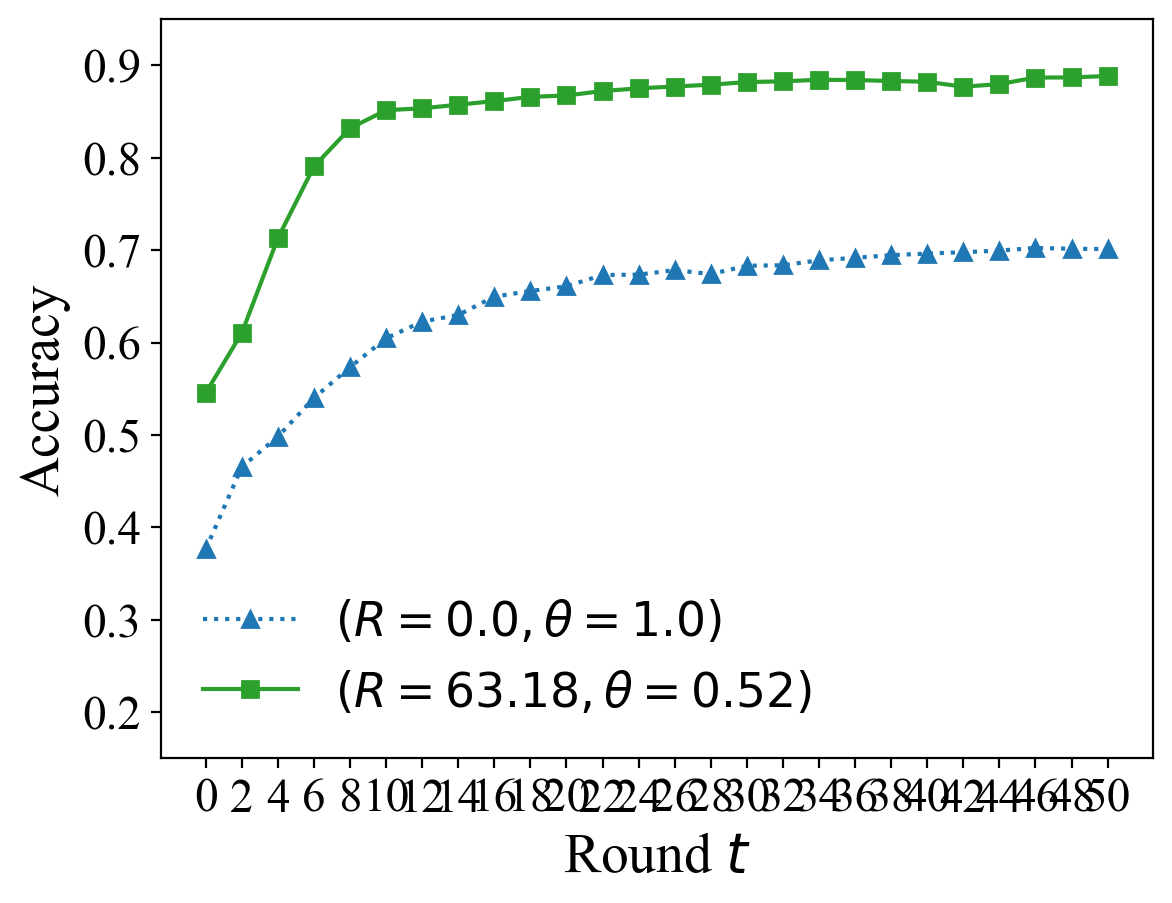 Accuracy
0.9
0.8
0.7
0.6
0.5
0.4
0.3
0.2
(R = 0.0, θ = 1.0)
(R = 63.18, θ = 0.52)
0 2 4 6 8 10 12 14 16 18 20 22 24 26 28 30 32 34 36 38 40 42 44 46 48 50
Round t